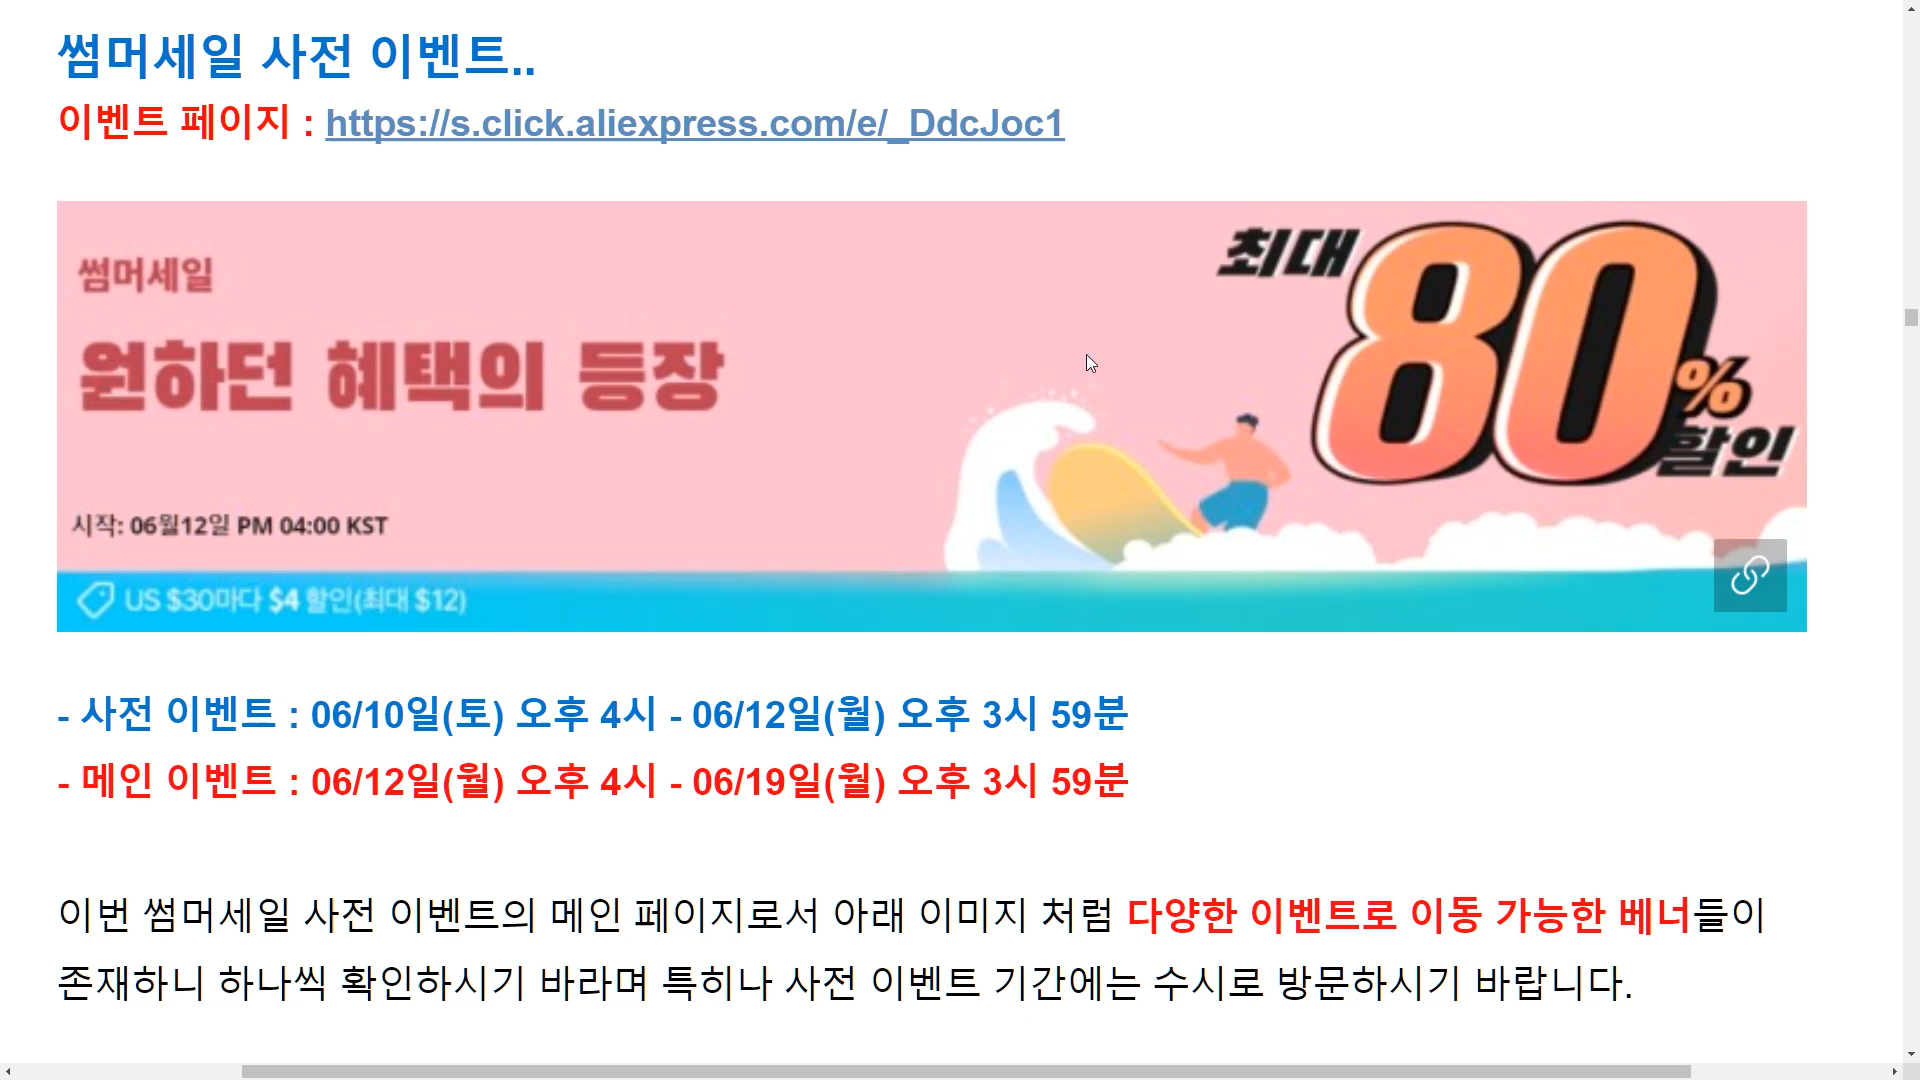 썸머세일 사전 이벤트..
이벤트 페이지 : https://s.click.aliexpress.com/e/_DdcJoc1
썸머세일
원하던 혜택의 등장
최대
80%
할인
시작: 06월12일 PM 04:00 KST
US $30마다 $4 할인(최대 $12)
- 사전 이벤트 : 06/10일(토) 오후 4시 - 06/12일(월) 오후 3시 59분
- 메인 이벤트 : 06/12일(월) 오후 4시 - 06/19일(월) 오후 3시 59분
이번 썸머세일 사전 이벤트의 메인 페이지로서 아래 이미지 처럼 다양한 이벤트로 이동 가능한 베너들이
존재하니 하나씩 확인하시기 바라며 특히나 사전 이벤트 기간에는 수시로 방문하시기 바랍니다.